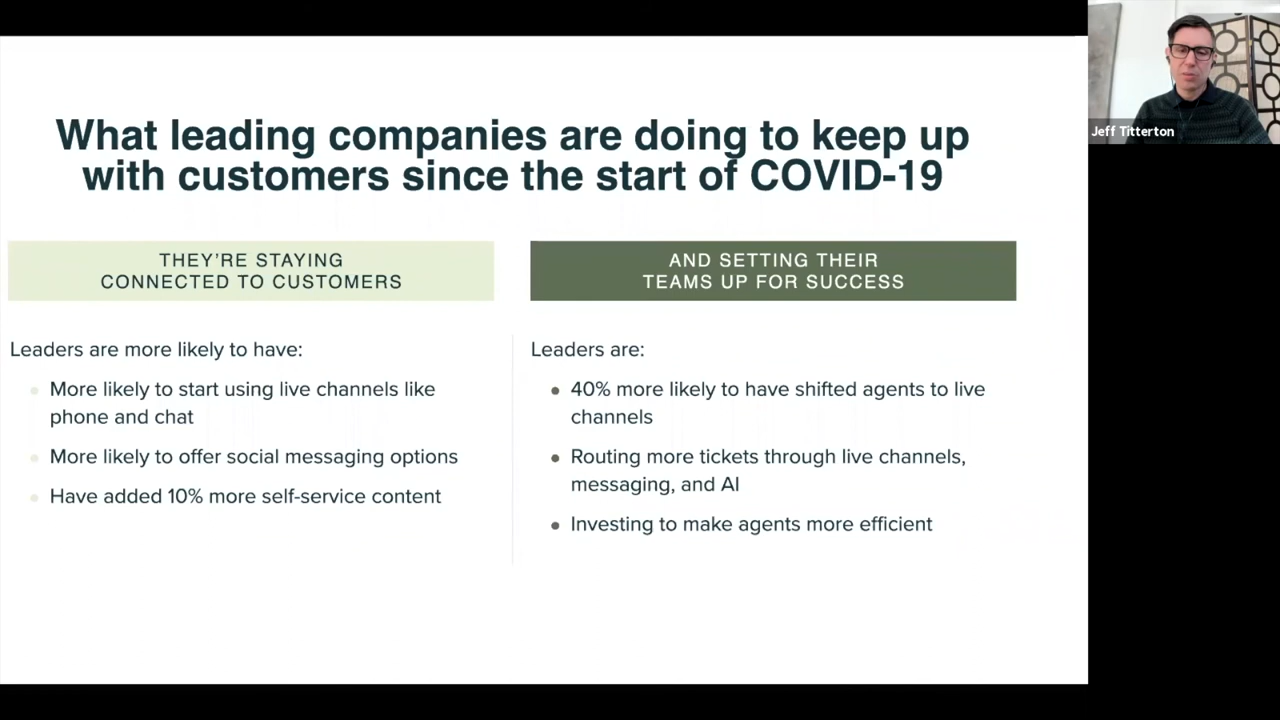 What leading companies are doing to keep up
with customers since the start of COVID-19
THEY'RE STAYING
CONNECTED TO CUSTOMERS
Leaders are more likely to have:
More likely to start using live channels like
phone and chat
More likely to offer social messaging options
Have added 10% more self-service content
AND SETTING THEIR
TEAMS UP FOR SUCCESS
Leaders are:
40% more likely to have shifted agents to live
channels
Routing more tickets through live channels,
messaging, and AI
Investing to make agents more efficient
Jeff Titterton